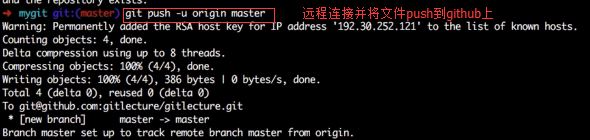 and the repository exists.
➜ mygit git:(master) git push -u origin master
远程连接并将文件push到github上
Warning: Permanently added the RSA host key for IP address '192.30.252.121' to the list of known hosts.
Counting objects: 4, done.
Delta compression using up to 8 threads.
Compressing objects: 100% (4/4), done.
Writing objects: 100% (4/4), 386 bytes | 0 bytes/s, done.
Total 4 (delta 0), reused 0 (delta 0)
To git@github.com:gitlecture/gitlecture.git
* [new branch] master -> master
Branch master set up to track remote branch master from origin.